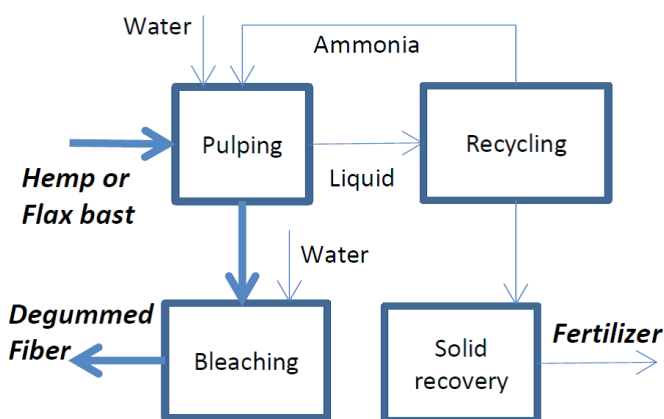 Water
Ammonia
Pulping
Recycling
Hemp or
Flax bast
Liquid
Water
Degummed
Fiber
Bleaching
Solid
recovery
Fertilizer